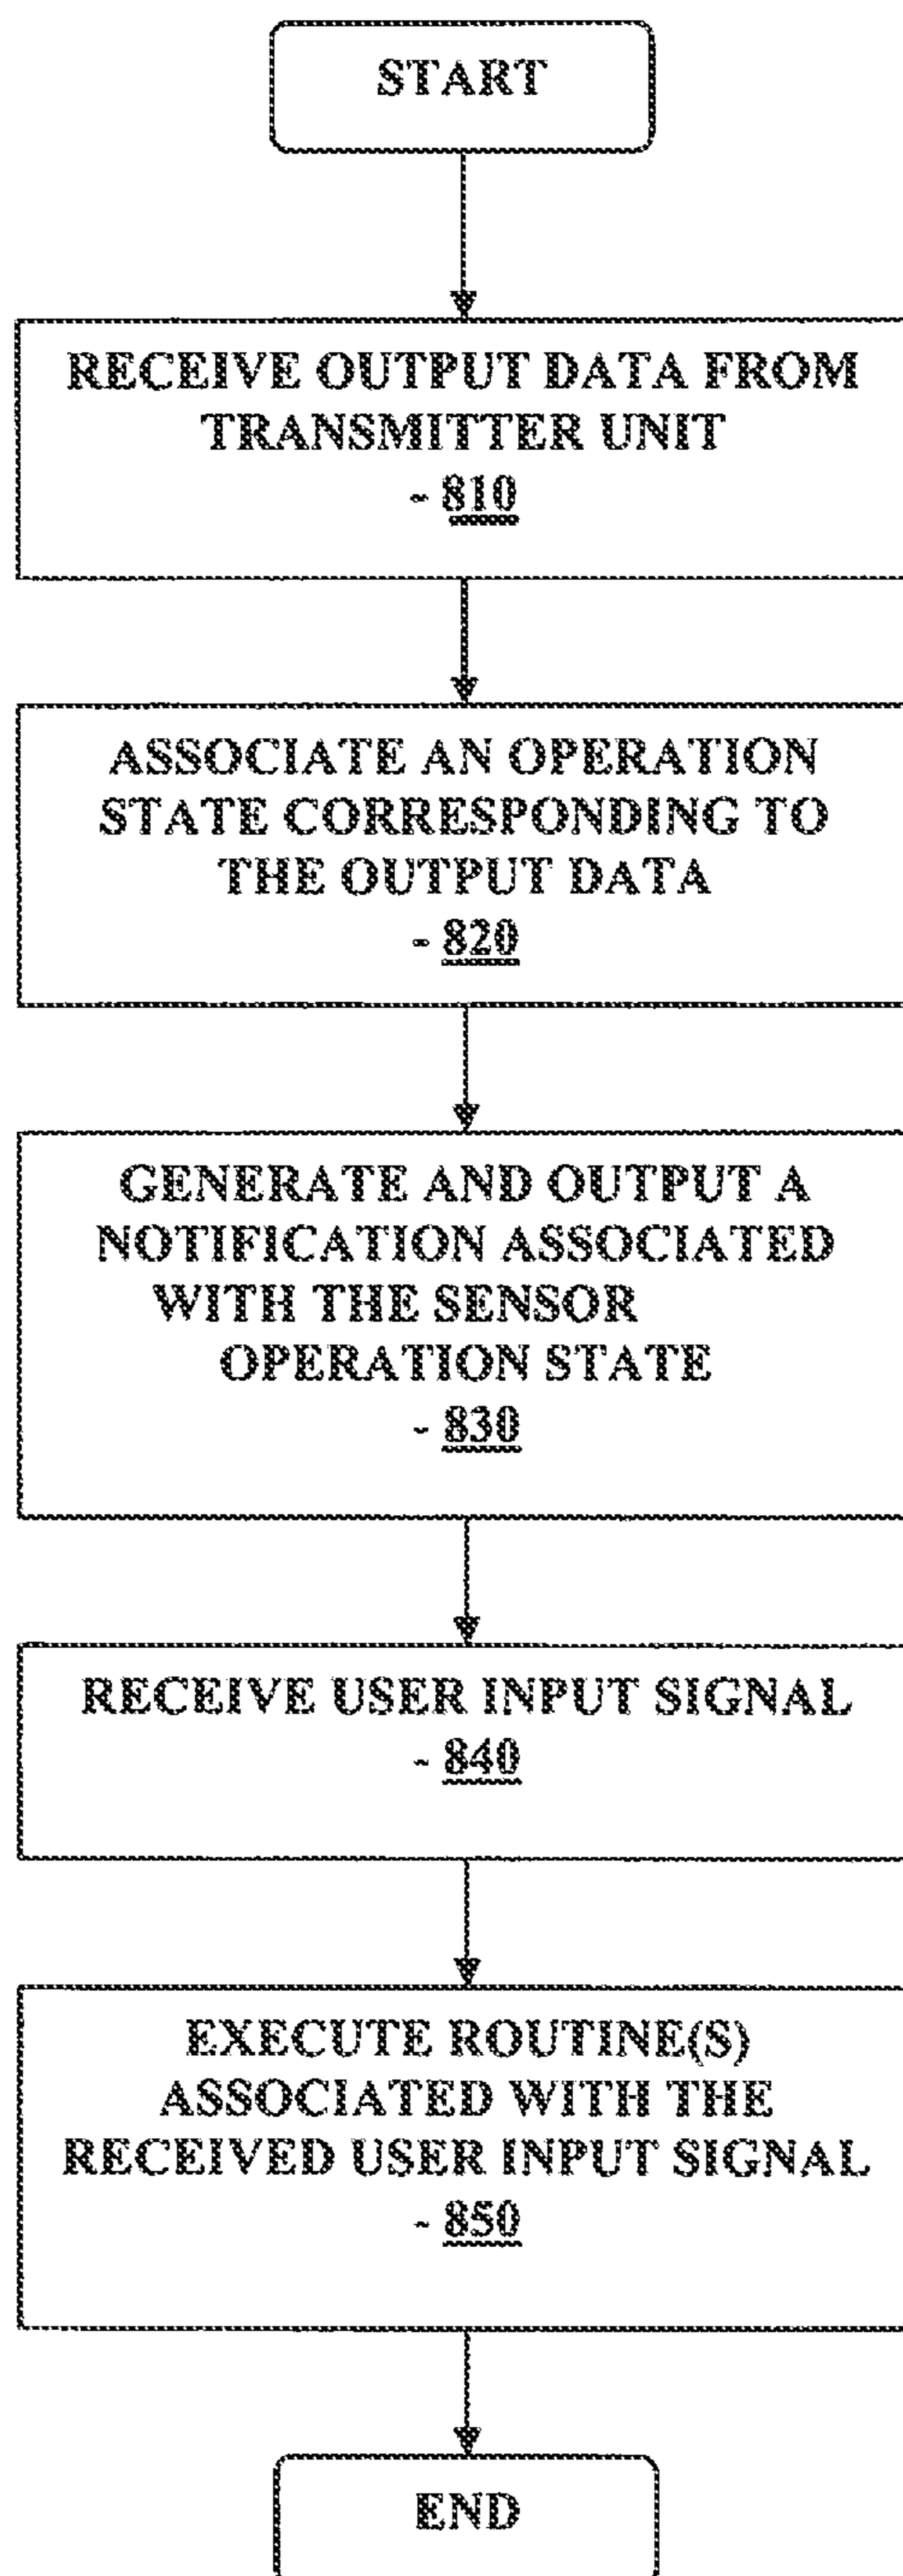 START
RECEIVE OUTPUT DATA FROM
TRANSMITTER UNIT
- 810
ASSOCIATE AN OPERATION
STATE CORRESPONDING TO
THE OUTPUT DATA
- 820
GENERATE AND OUTPUT A
NOTIFICATION ASSOCIATED
WITH THE SENSOR
OPERATION STATE
- 830
RECEIVE USER INPUT SIGNAL
- 840
EXECUTE ROUTINE(S)
ASSOCIATED WITH THE
RECEIVED USER INPUT SIGNAL
- 850
END